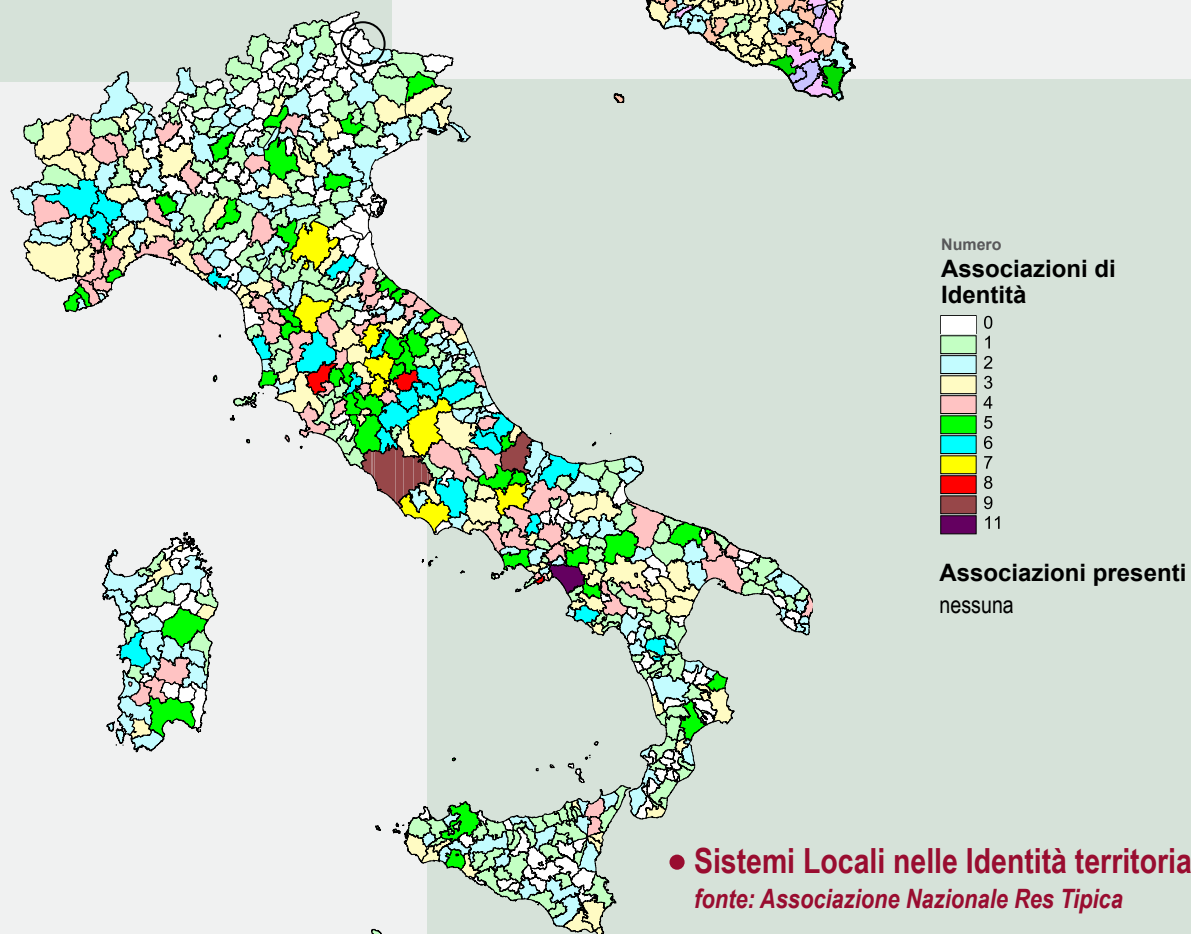 Numero
Associazioni di
Identità
0
1
2
3
4
5
6
7
8
9
11
Associazioni presenti
nessuna
• Sistemi Locali nelle Identità territoria
fonte: Associazione Nazionale Res Tipica